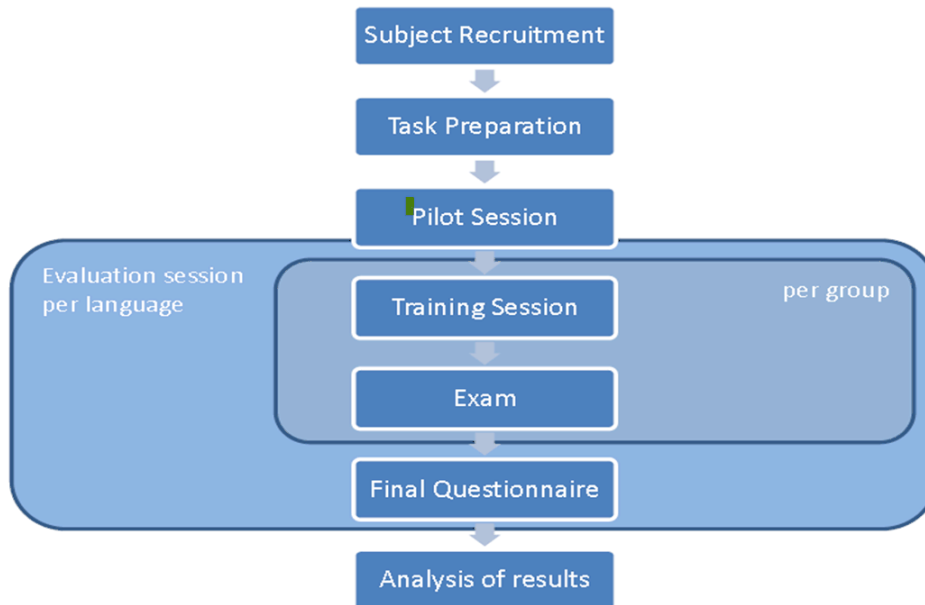 Subject Recruitment
Task Preparation
Pilot Session
Evaluation session
per language
per group
Training Session
Exam
Final Questionnaire
Analysis of results